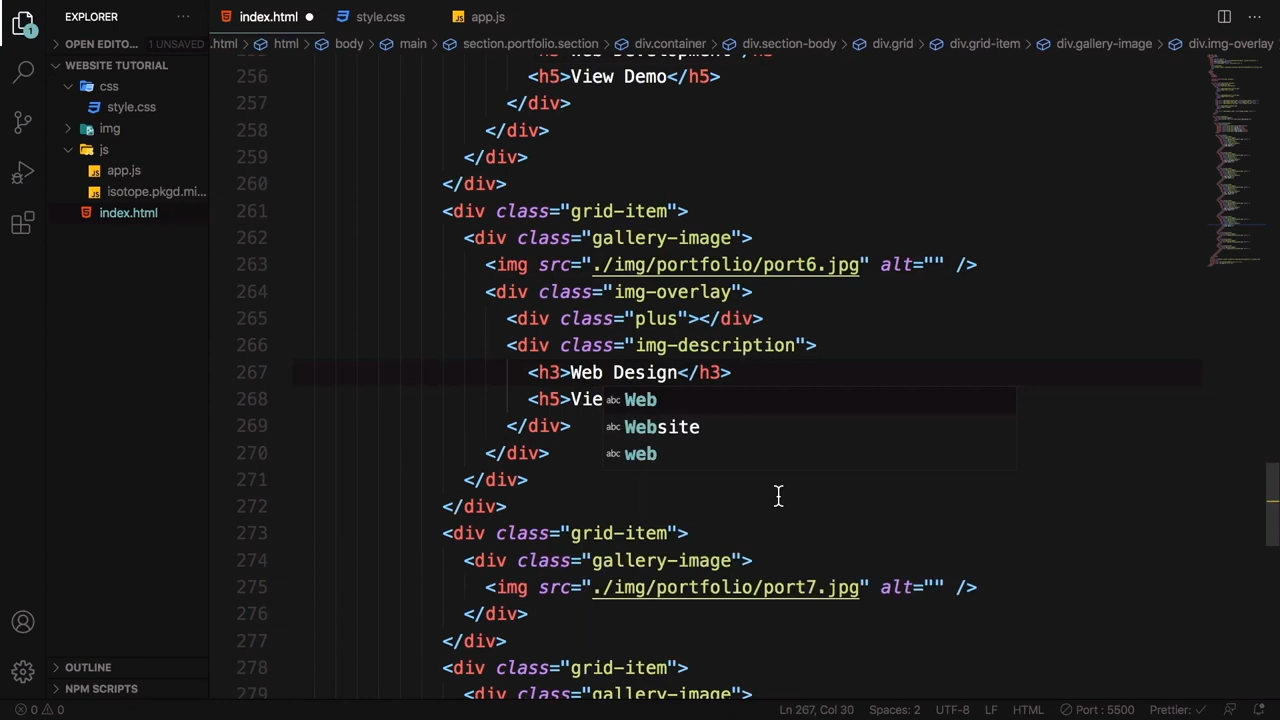 EXPLORER
index.html
style.css
app.js
OPEN EDITO... 1 UNSAVED
.html > html > body > main > section.portfolio.section > div.container > div.section-body > div.grid > div.grid-item > div.gallery-image > div.img-overlay
WEBSITE TUTORIAL
css
style.css
img
js
app.js
isotope.pkgd.mi...
index.html
OUTLINE
NPM SCRIPTS
1
256 <h5>View Demo</h5>
257 </div>
258 </div>
259 </div>
260 </div>
261 <div class="grid-item">
262 <div class="gallery-image">
263 <img src="./img/portfolio/port6.jpg" alt="" />
264 <div class="img-overlay">
265 <div class="plus"></div>
266 <div class="img-description">
267 <h3>Web Design</h3>
268 <h5>Vie
abc Web
abc Website
abc web
269 </div>
270 </div>
271 </div>
272 </div>
273 <div class="grid-item">
274 <div class="gallery-image">
275 <img src="./img/portfolio/port7.jpg" alt="" />
276 </div>
277 </div>
278 <div class="grid-item">
279 <div class="gallery-image">
0 0 Ln 267, Col 30 Spaces: 2 UTF-8 LF HTML Port : 5500 Prettier: